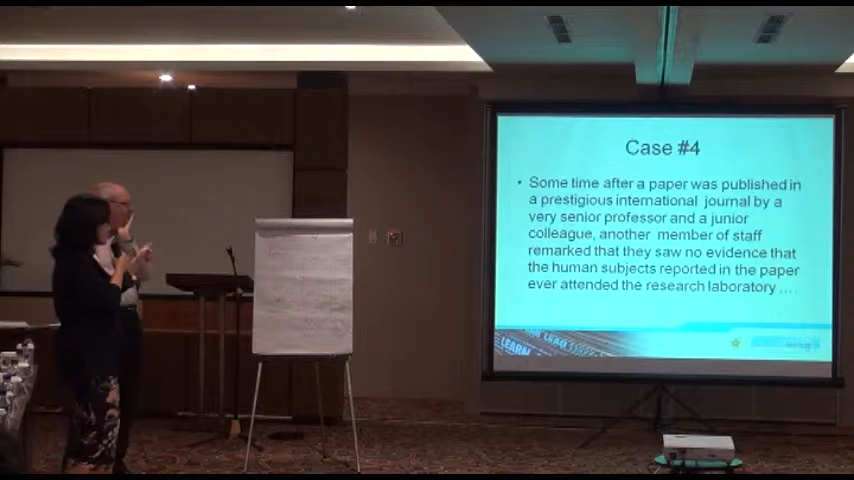 Case #4
• Some time after a paper was published in
a prestigious international journal by a
very senior professor and a junior
colleague, another member of staff
remarked that they saw no evidence that
the human subjects reported in the paper
ever attended the research laboratory ....
LEARN
LEAD